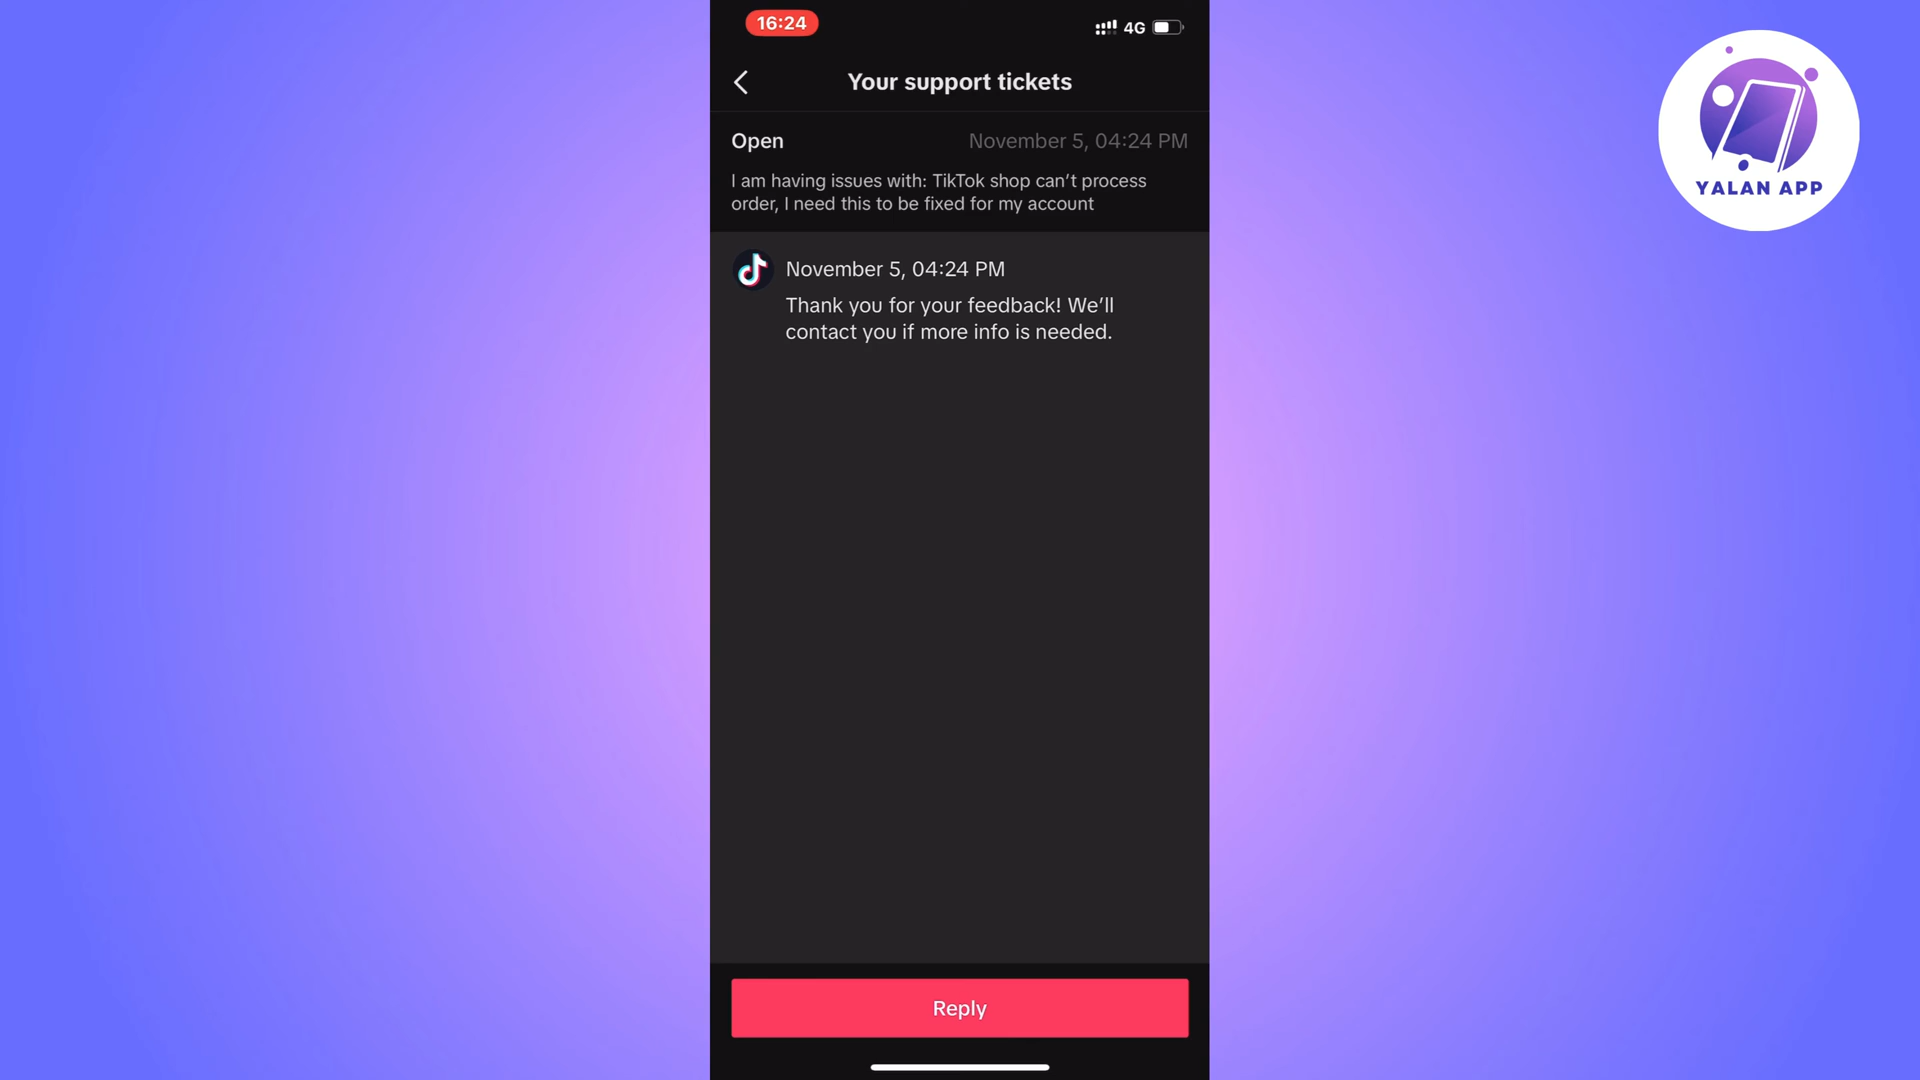 16:24
4G
Your support tickets
Open
November 5, 04:24 PM
I am having issues with: TikTok shop can’t process
order, I need this to be fixed for my account
November 5, 04:24 PM
Thank you for your feedback! We’ll
contact you if more info is needed.
Reply
YALAN APP